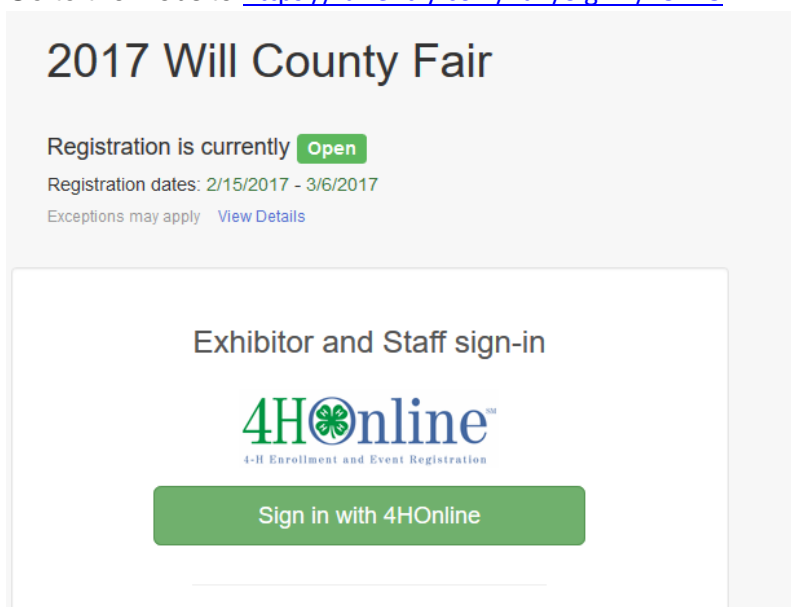 2017 Will County Fair
Registration is currently Open
Registration dates: 2/15/2017 - 3/6/2017
Exceptions may apply View Details
Exhibitor and Staff sign-in
4HOnline℠
4-H Enrollment and Event Registration
Sign in with 4HOnline